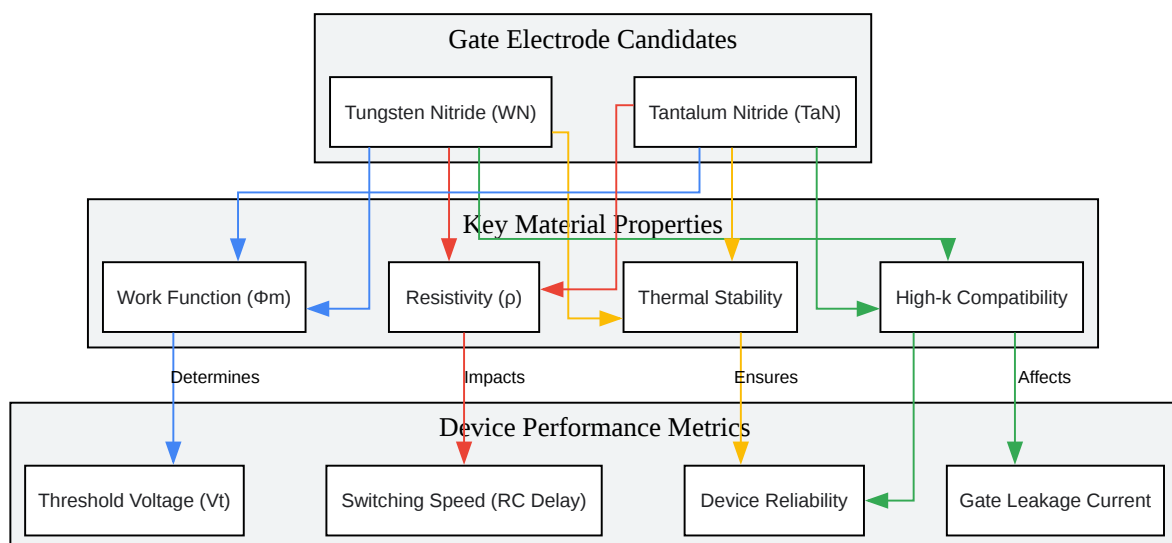 Gate Electrode Candidates
Tungsten Nitride (WN)
Tantalum Nitride (TaN)
Key Material Properties
Work Function (Φm)
Resistivity (ρ)
Thermal Stability
High-k Compatibility
Determines
Impacts
Ensures
Affects
Device Performance Metrics
Threshold Voltage (Vt)
Switching Speed (RC Delay)
Device Reliability
Gate Leakage Current